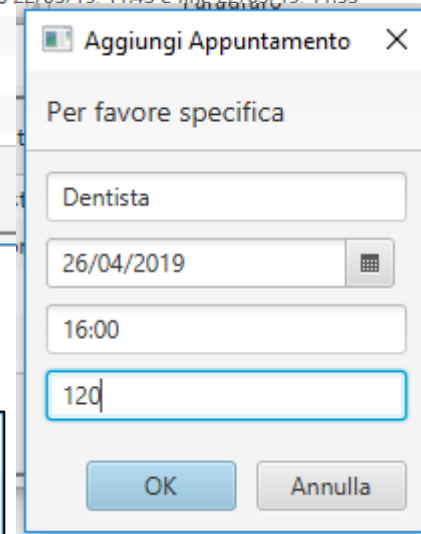 Aggiungi Appuntamento
Per favore specifica
Dentista
26/04/2019
16:00
120
OK
Annulla